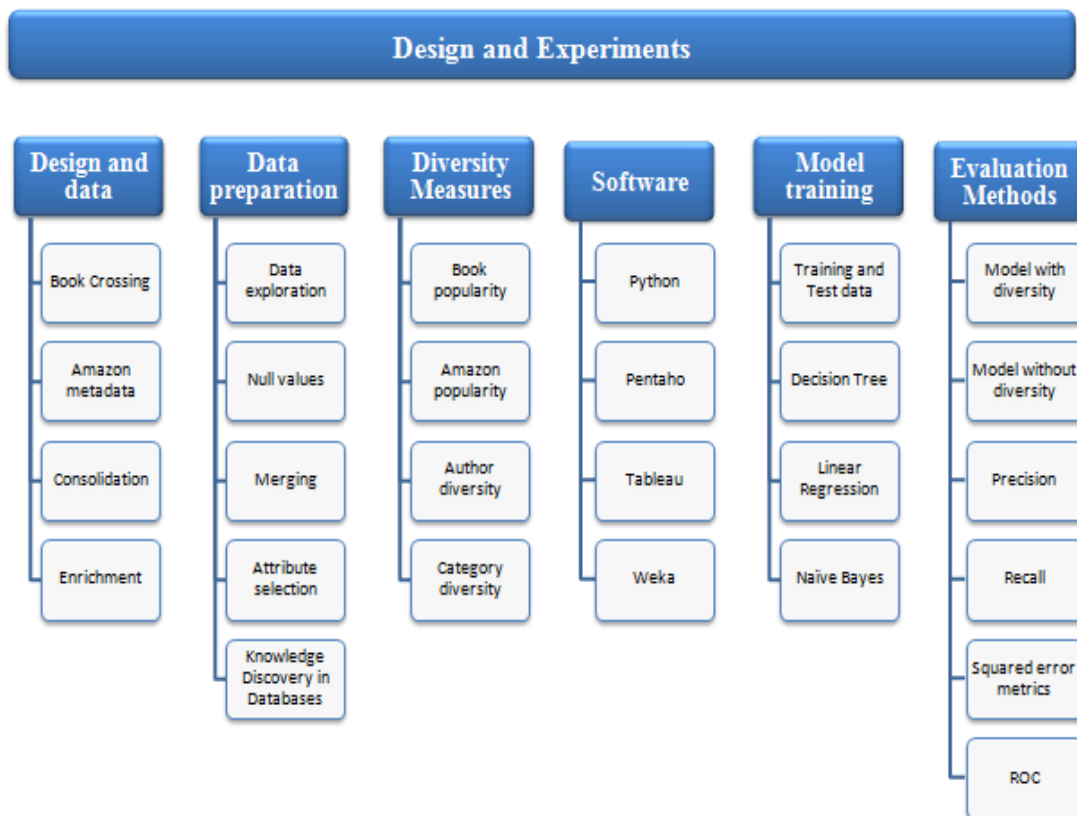 Design and Experiments
Design and
data
Book Crossing
Amazon
metadata
Consolidation
Enrichment
Data
preparation
Data
exploration
Null values
Merging
Attribute
selection
Knowledge
Discovery in
Databases
Diversity
Measures
Book
popularity
Amazon
popularity
Author
diversity
Category
diversity
Software
Python
Pentaho
Tableau
Weka
Model
training
Training and
Test data
Decision Tree
Linear
Regression
Naïve Bayes
Evaluation
Methods
Model with
diversity
Model without
diversity
Precision
Recall
Squared error
metrics
ROC